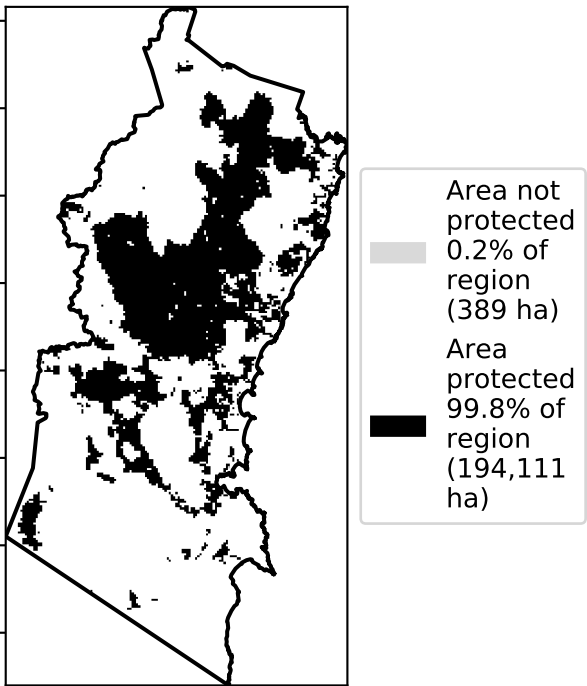 Area not
protected
0.2% of
region
(389 ha)
Area
protected
99.8% of
region
(194,111
ha)